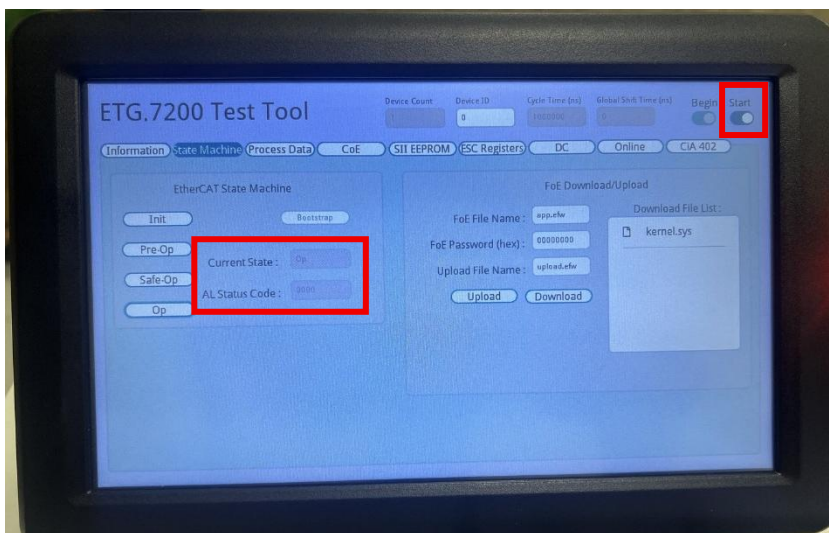 ETG.7200 Test Tool
Device Count
Device ID
Cycle Time (ns)
Global Shift Time (ns)
Begin
Start
1
0
0
Information
State Machine
Process Data
CoE
SII EEPROM
ESC Registers
DC
Online
CiA 402
EtherCAT State Machine
Init
Bootstrap
Pre-Op
Current State :
Op
Safe-Op
AL Status Code :
0000
Op
FoE Download/Upload
FoE File Name :
app.efw
FoE Password (hex) :
00000000
Upload File Name :
upload.efw
Upload
Download
Download File List :
kernel.sys